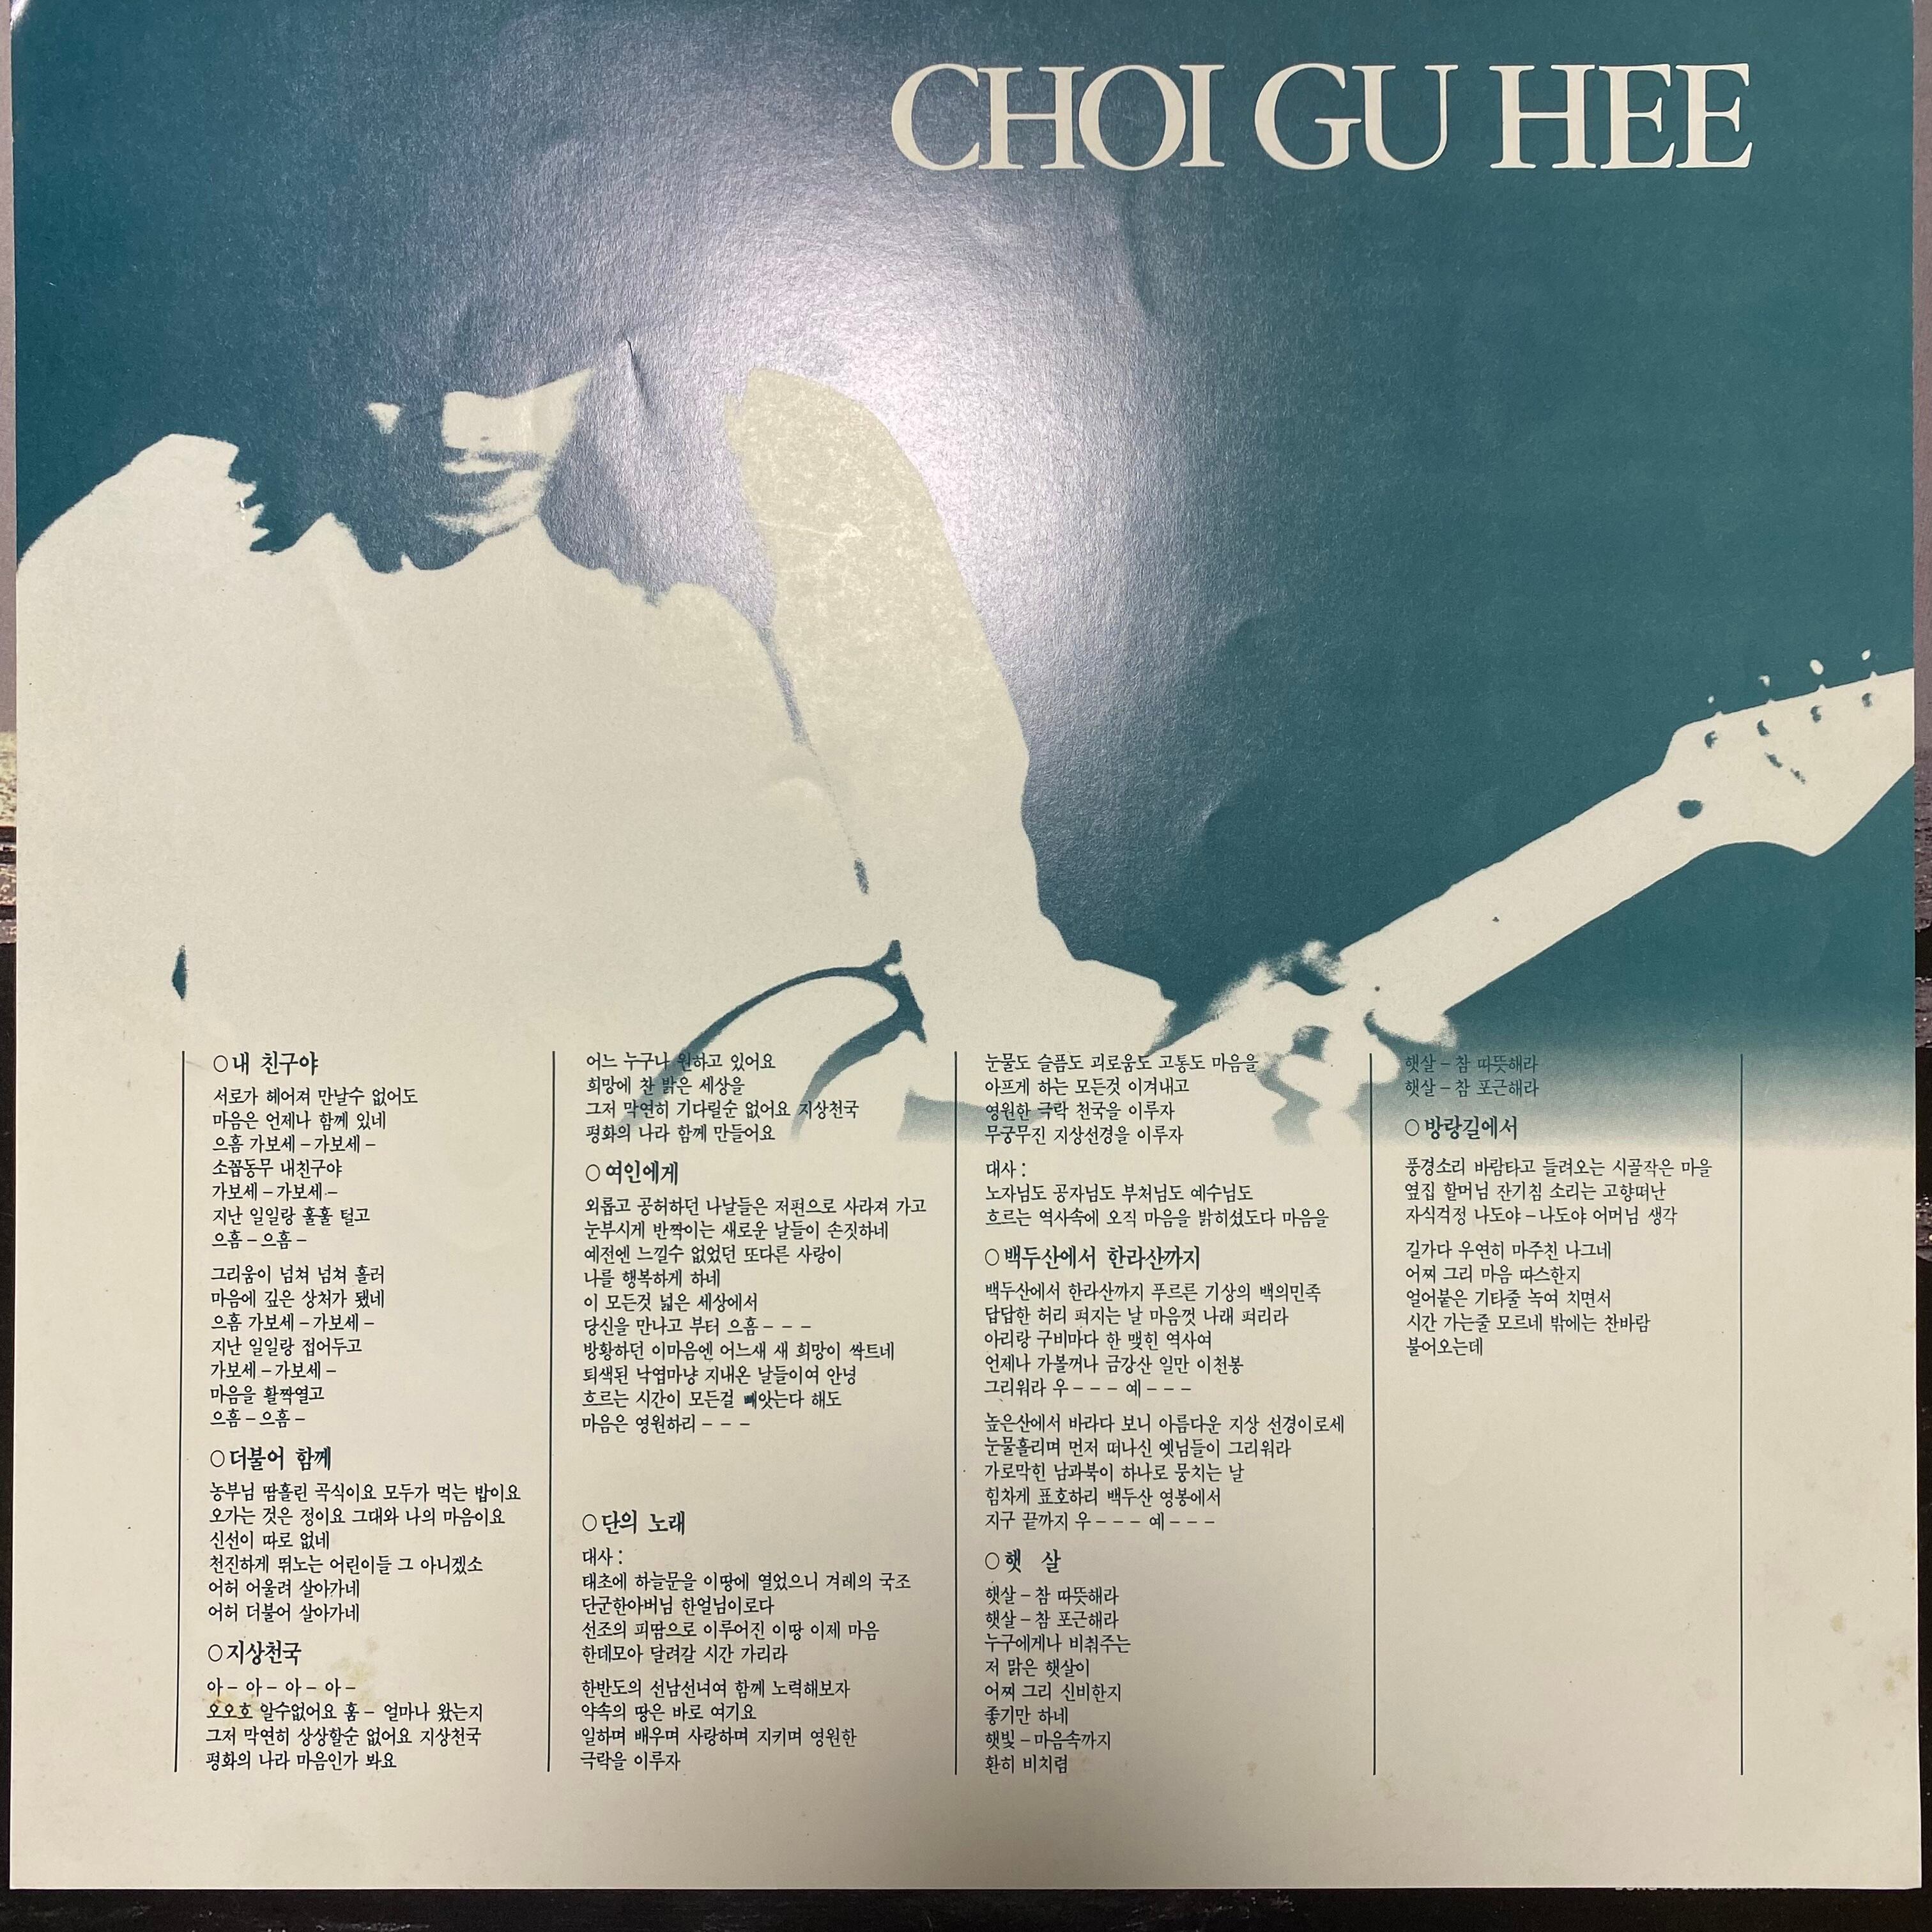 CHOI GU HEE
○내 친구야
서로가 헤어져 만날수 없어도
마음은 언제나 함께 있네
으흠 가보세–가보세–
소꼽동무 내친구야
가보세–가보세–
지난 일일랑 훌훌 털고
으흠–으흠–
그리움이 넘쳐 넘쳐 흘러
마음에 깊은 상처가 됐네
으흠 가보세–가보세–
지난 일일랑 접어두고
가보세–가보세–
마음을 활짝열고
으흠–으흠–
○더불어 함께
농부님 땀흘린 곡식이요 모두가 먹는 밥이요
오가는 것은 정이요 그대와 나의 마음이요
신선이 따로 없네
천진하게 뛰노는 어린이들 그 아니겠소
어허 어울려 살아가네
어허 더불어 살아가네
○지상천국
아– 아– 아– 아–
오오호 알수없어요 흠– 얼마나 왔는지
그저 막연히 상상할순 없어요 지상천국
평화의 나라 마음인가 봐요
어느 누구나 원하고 있어요
희망에 찬 밝은 세상을
그저 막연히 기다릴순 없어요 지상천국
평화의 나라 함께 만들어요
○여인에게
외롭고 공허하던 나날들은 저편으로 사라져 가고
눈부시게 반짝이는 새로운 날들이 손짓하네
예전엔 느낄수 없었던 또다른 사랑이
나를 행복하게 하네
이 모든것 넓은 세상에서
당신을 만나고 부터 으흠– – –
방황하던 이마음엔 어느새 새 희망이 싹트네
퇴색된 낙엽마냥 지내온 날들이여 안녕
흐르는 시간이 모든걸 빼앗는다 해도
마음은 영원하리– – –
○단의 노래
대사:
태초에 하늘문을 이땅에 열었으니 겨레의 국조
단군한아버님 한얼님이로다
선조의 피땀으로 이루어진 이땅 이제 마음
한데모아 달려갈 시간 가리라
한반도의 선남선녀여 함께 노력해보자
약속의 땅은 바로 여기요
일하며 배우며 사랑하며 지키며 영원한
극락을 이루자
눈물도 슬픔도 괴로움도 고통도 마음을
아프게 하는 모든것 이겨내고
영원한 극락 천국을 이루자
무궁무진 지상선경을 이루자
대사:
노자님도 공자님도 부처님도 예수님도
흐르는 역사속에 오직 마음을 밝히셨도다 마음을
○백두산에서 한라산까지
백두산에서 한라산까지 푸르른 기상의 백의민족
답답한 허리 펴지는 날 마음껏 나래 펴리라
아리랑 구비마다 한 맺힌 역사여
언제나 가볼꺼나 금강산 일만 이천봉
그리워라 우– – – 예– – –
높은산에서 바라다 보니 아름다운 지상 선경이로세
눈물흘리며 먼저 떠나신 옛님들이 그리워라
가로막힌 남과북이 하나로 뭉치는 날
힘차게 표호하리 백두산 영봉에서
지구 끝까지 우– – – 예– – –
○햇 살
햇살–참 따뜻해라
햇살–참 포근해라
누구에게나 비춰주는
저 맑은 햇살이
어찌 그리 신비한지
좋기만 하네
햇빛–마음속까지
환히 비치렴
햇살–참 따뜻해라
햇살–참 포근해라
○방랑길에서
풍경소리 바람타고 들려오는 시골작은 마을
옆집 할머님 잔기침 소리는 고향떠난
자식걱정 나도야–나도야 어머님 생각
길가다 우연히 마주친 나그네
어찌 그리 마음 따스한지
얼어붙은 기타줄 녹여 치면서
시간 가는줄 모르네 밖에는 찬바람
불어오는데